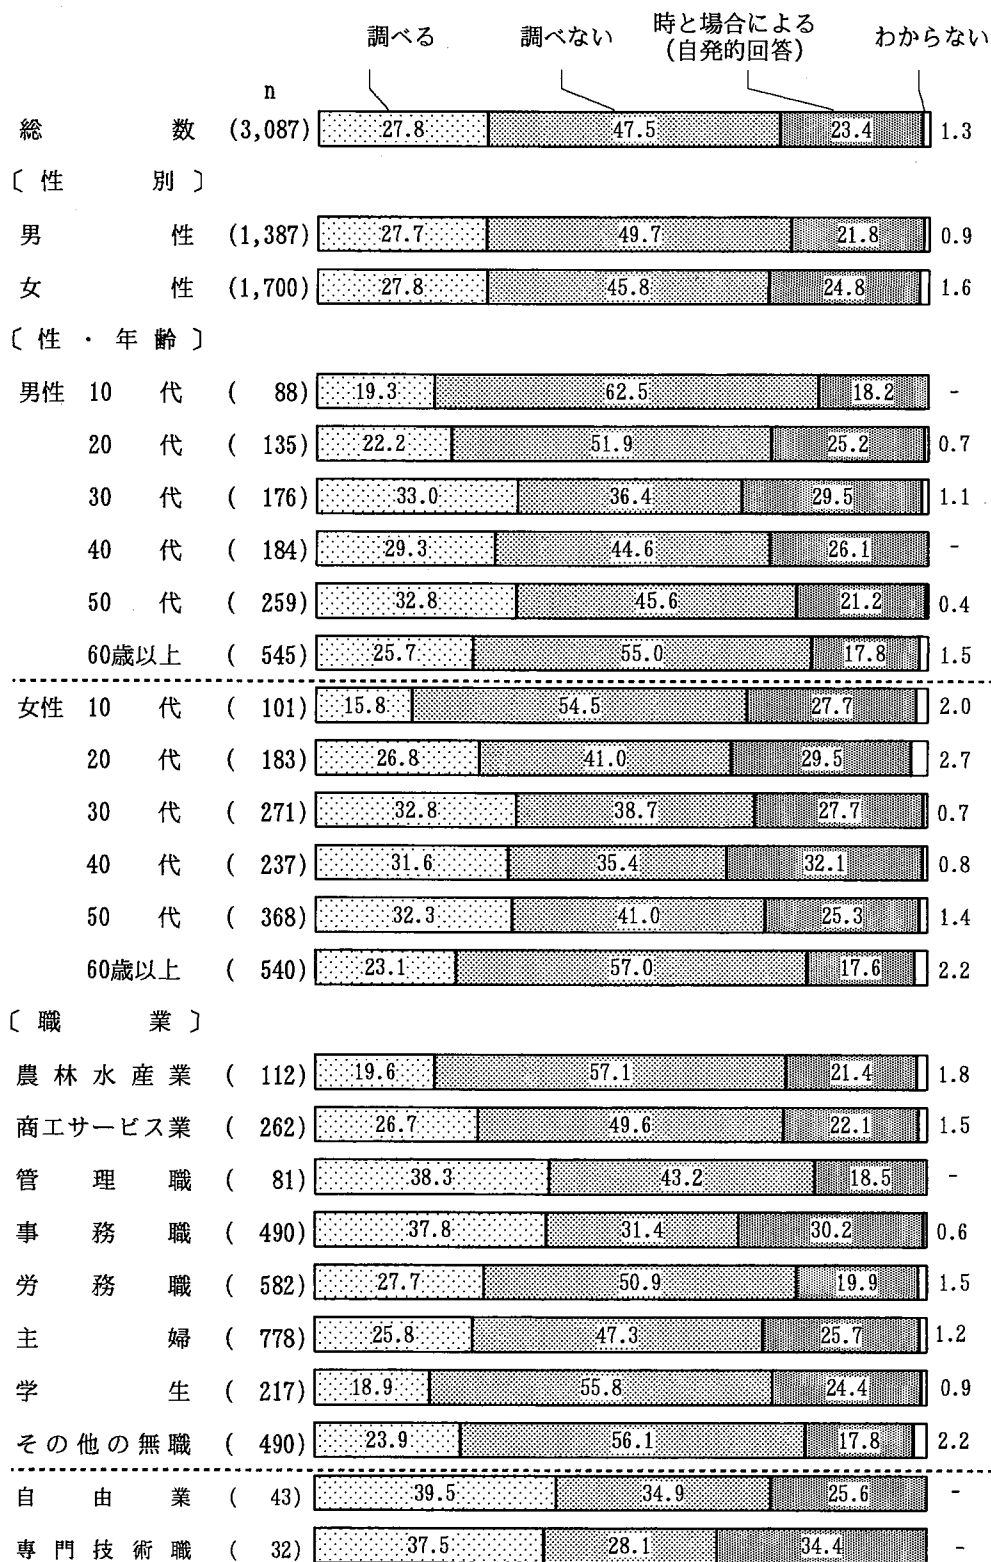 調べる 調べない 時と場合による わからない
(自発的回答)
n
総数 (3,087) 27.8 47.5 23.4 1.3
〔性別〕
男性 (1,387) 27.7 49.7 21.8 0.9
女性 (1,700) 27.8 45.8 24.8 1.6
〔性・年齢〕
男性 10代 ( 88) 19.3 62.5 18.2 -
20代 ( 135) 22.2 51.9 25.2 0.7
30代 ( 176) 33.0 36.4 29.5 1.1
40代 ( 184) 29.3 44.6 26.1 -
50代 ( 259) 32.8 45.6 21.2 0.4
60歳以上 ( 545) 25.7 55.0 17.8 1.5
女性 10代 ( 101) 15.8 54.5 27.7 2.0
20代 ( 183) 26.8 41.0 29.5 2.7
30代 ( 271) 32.8 38.7 27.7 0.7
40代 ( 237) 31.6 35.4 32.1 0.8
50代 ( 368) 32.3 41.0 25.3 1.4
60歳以上 ( 540) 23.1 57.0 17.6 2.2
〔職業〕
農林水産業 ( 112) 19.6 57.1 21.4 1.8
商工サービス業 ( 262) 26.7 49.6 22.1 1.5
管理職 ( 81) 38.3 43.2 18.5 -
事務職 ( 490) 37.8 31.4 30.2 0.6
労務職 ( 582) 27.7 50.9 19.9 1.5
主婦 ( 778) 25.8 47.3 25.7 1.2
学生 ( 217) 18.9 55.8 24.4 0.9
その他の無職 ( 490) 23.9 56.1 17.8 2.2
自由業 ( 43) 39.5 34.9 25.6 -
専門技術職 ( 32) 37.5 28.1 34.4 -